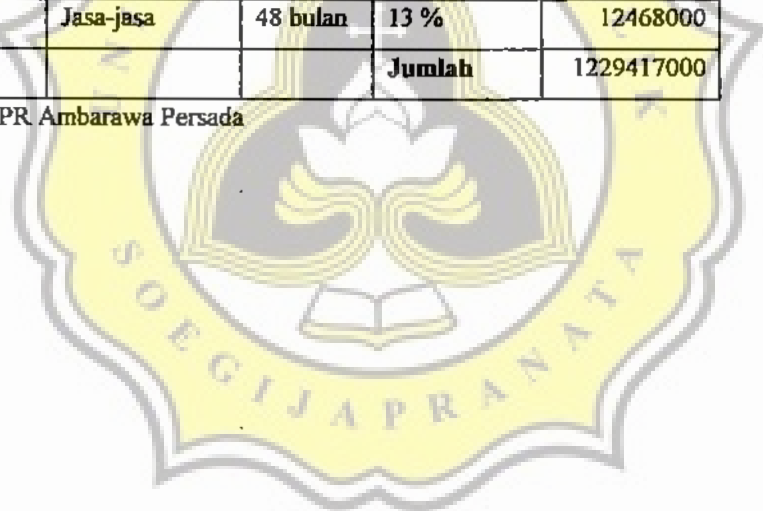 Jasa-jasa 48 bulan 13 % 12468000
Jumlah 1229417000
PR Ambarawa Persada
SOEGIJAPRANATA